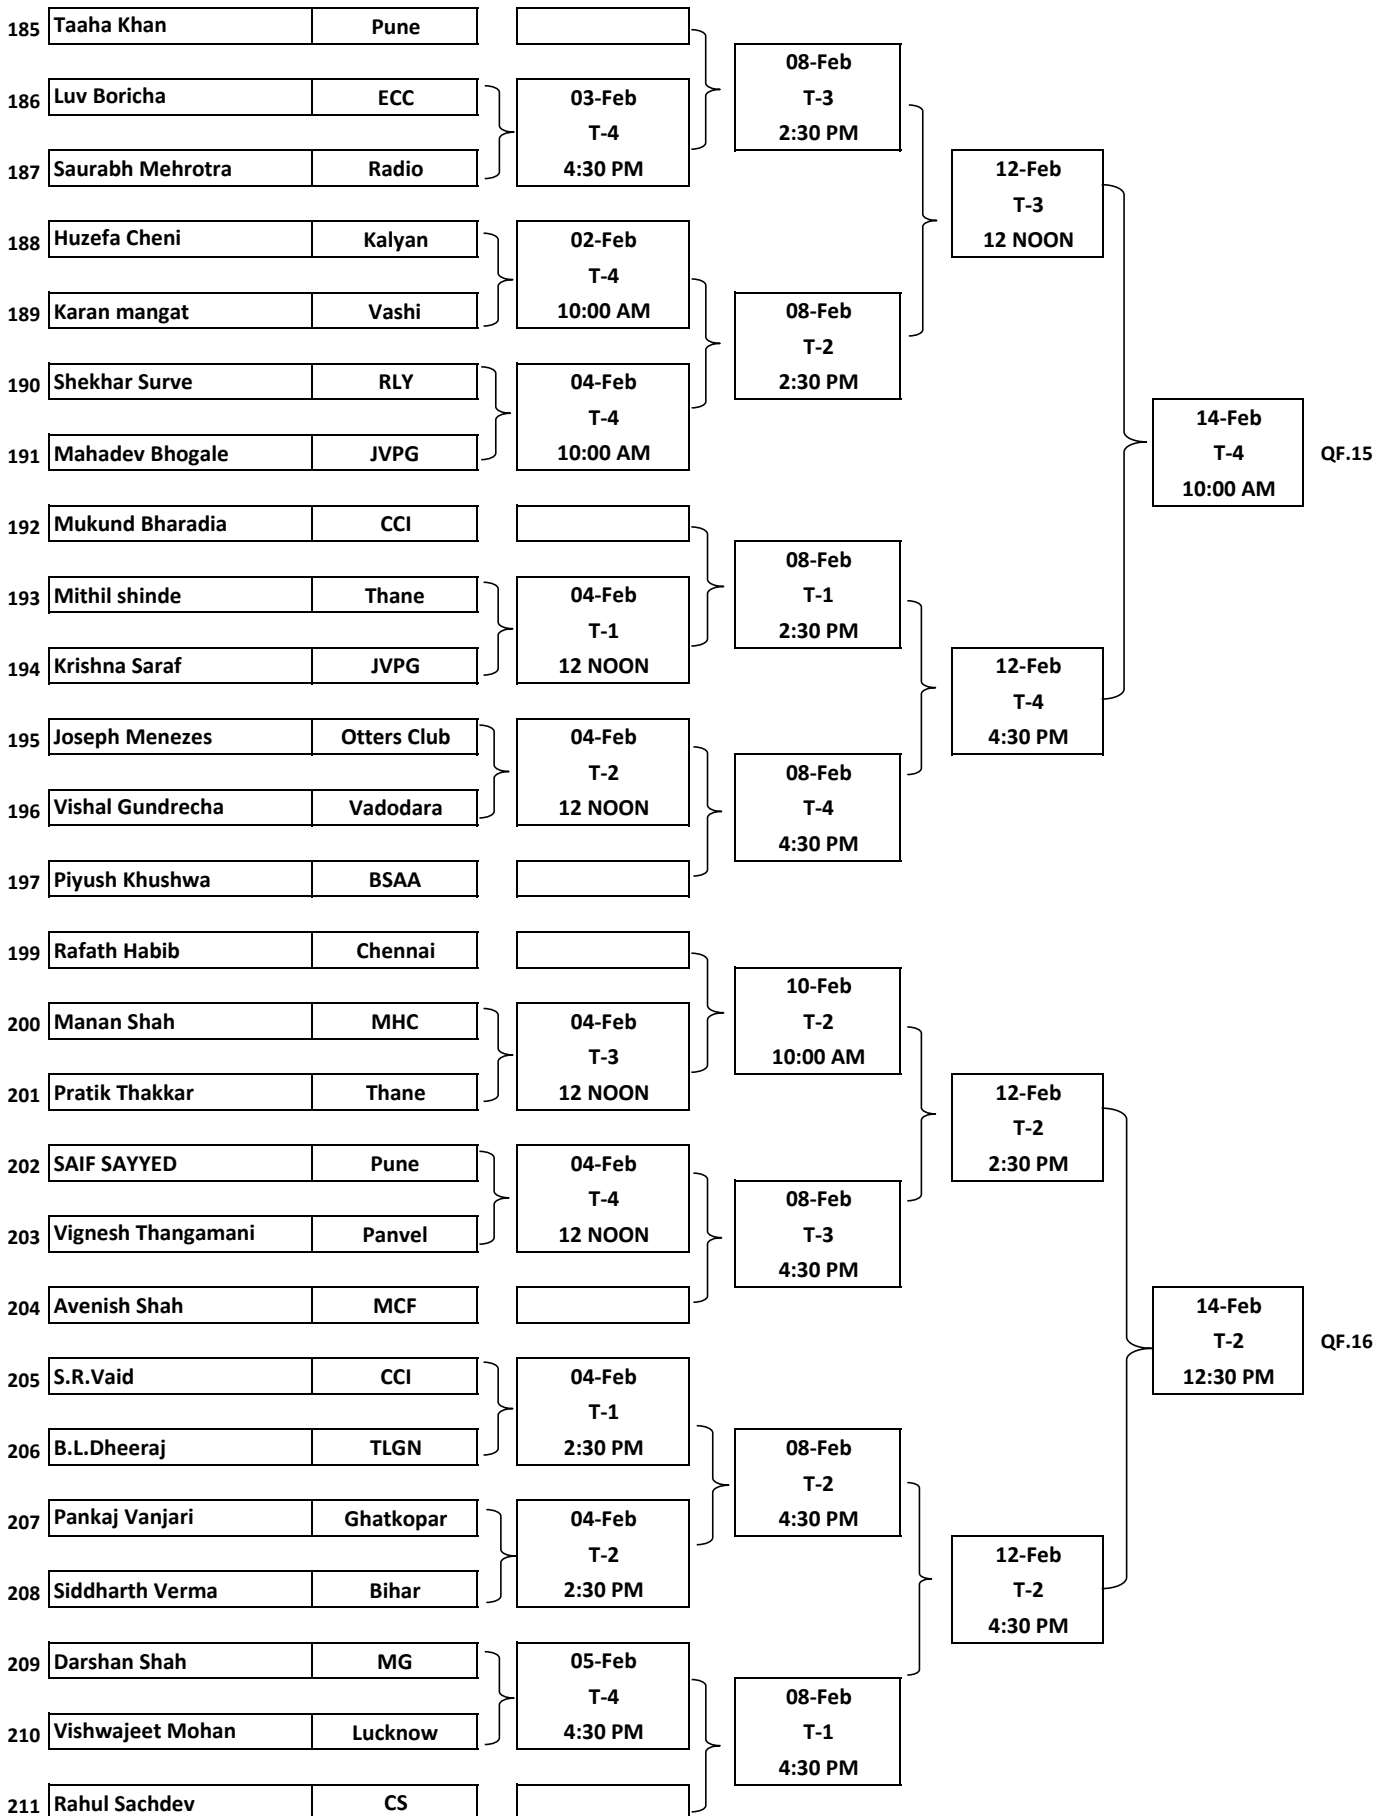 185 Taaha Khan Pune
08-Feb
186 Luv Boricha ECC 03-Feb T-3
T-4 2:30 PM
187 Saurabh Mehrotra Radio 4:30 PM 12-Feb
T-3
188 Huzefa Cheni Kalyan 02-Feb 12 NOON
T-4
189 Karan mangat Vashi 10:00 AM 08-Feb
T-2
190 Shekhar Surve RLY 04-Feb 2:30 PM
T-4 14-Feb
191 Mahadev Bhogale JVPG 10:00 AM T-4 QF.15
10:00 AM
192 Mukund Bharadia CCI
08-Feb
193 Mithil shinde Thane 04-Feb T-1
T-1 2:30 PM
194 Krishna Saraf JVPG 12 NOON 12-Feb
T-4
195 Joseph Menezes Otters Club 04-Feb 4:30 PM
T-2 08-Feb
196 Vishal Gundrecha Vadodara 12 NOON T-4
4:30 PM
197 Piyush Khushwa BSAA
199 Rafath Habib Chennai
10-Feb
200 Manan Shah MHC 04-Feb T-2
T-3 10:00 AM
201 Pratik Thakkar Thane 12 NOON 12-Feb
T-2
202 SAIF SAYYED Pune 04-Feb 2:30 PM
T-4 08-Feb
203 Vignesh Thangamani Panvel 12 NOON T-3
4:30 PM
204 Avenish Shah MCF 14-Feb
T-2 QF.16
205 S.R.Vaid CCI 04-Feb 12:30 PM
T-1
206 B.L.Dheeraj TLGN 2:30 PM 08-Feb
T-2
207 Pankaj Vanjari Ghatkopar 04-Feb 4:30 PM
T-2 12-Feb
208 Siddharth Verma Bihar 2:30 PM T-2
4:30 PM
209 Darshan Shah MG 05-Feb
T-4 08-Feb
210 Vishwajeet Mohan Lucknow 4:30 PM T-1
4:30 PM
211 Rahul Sachdev CS